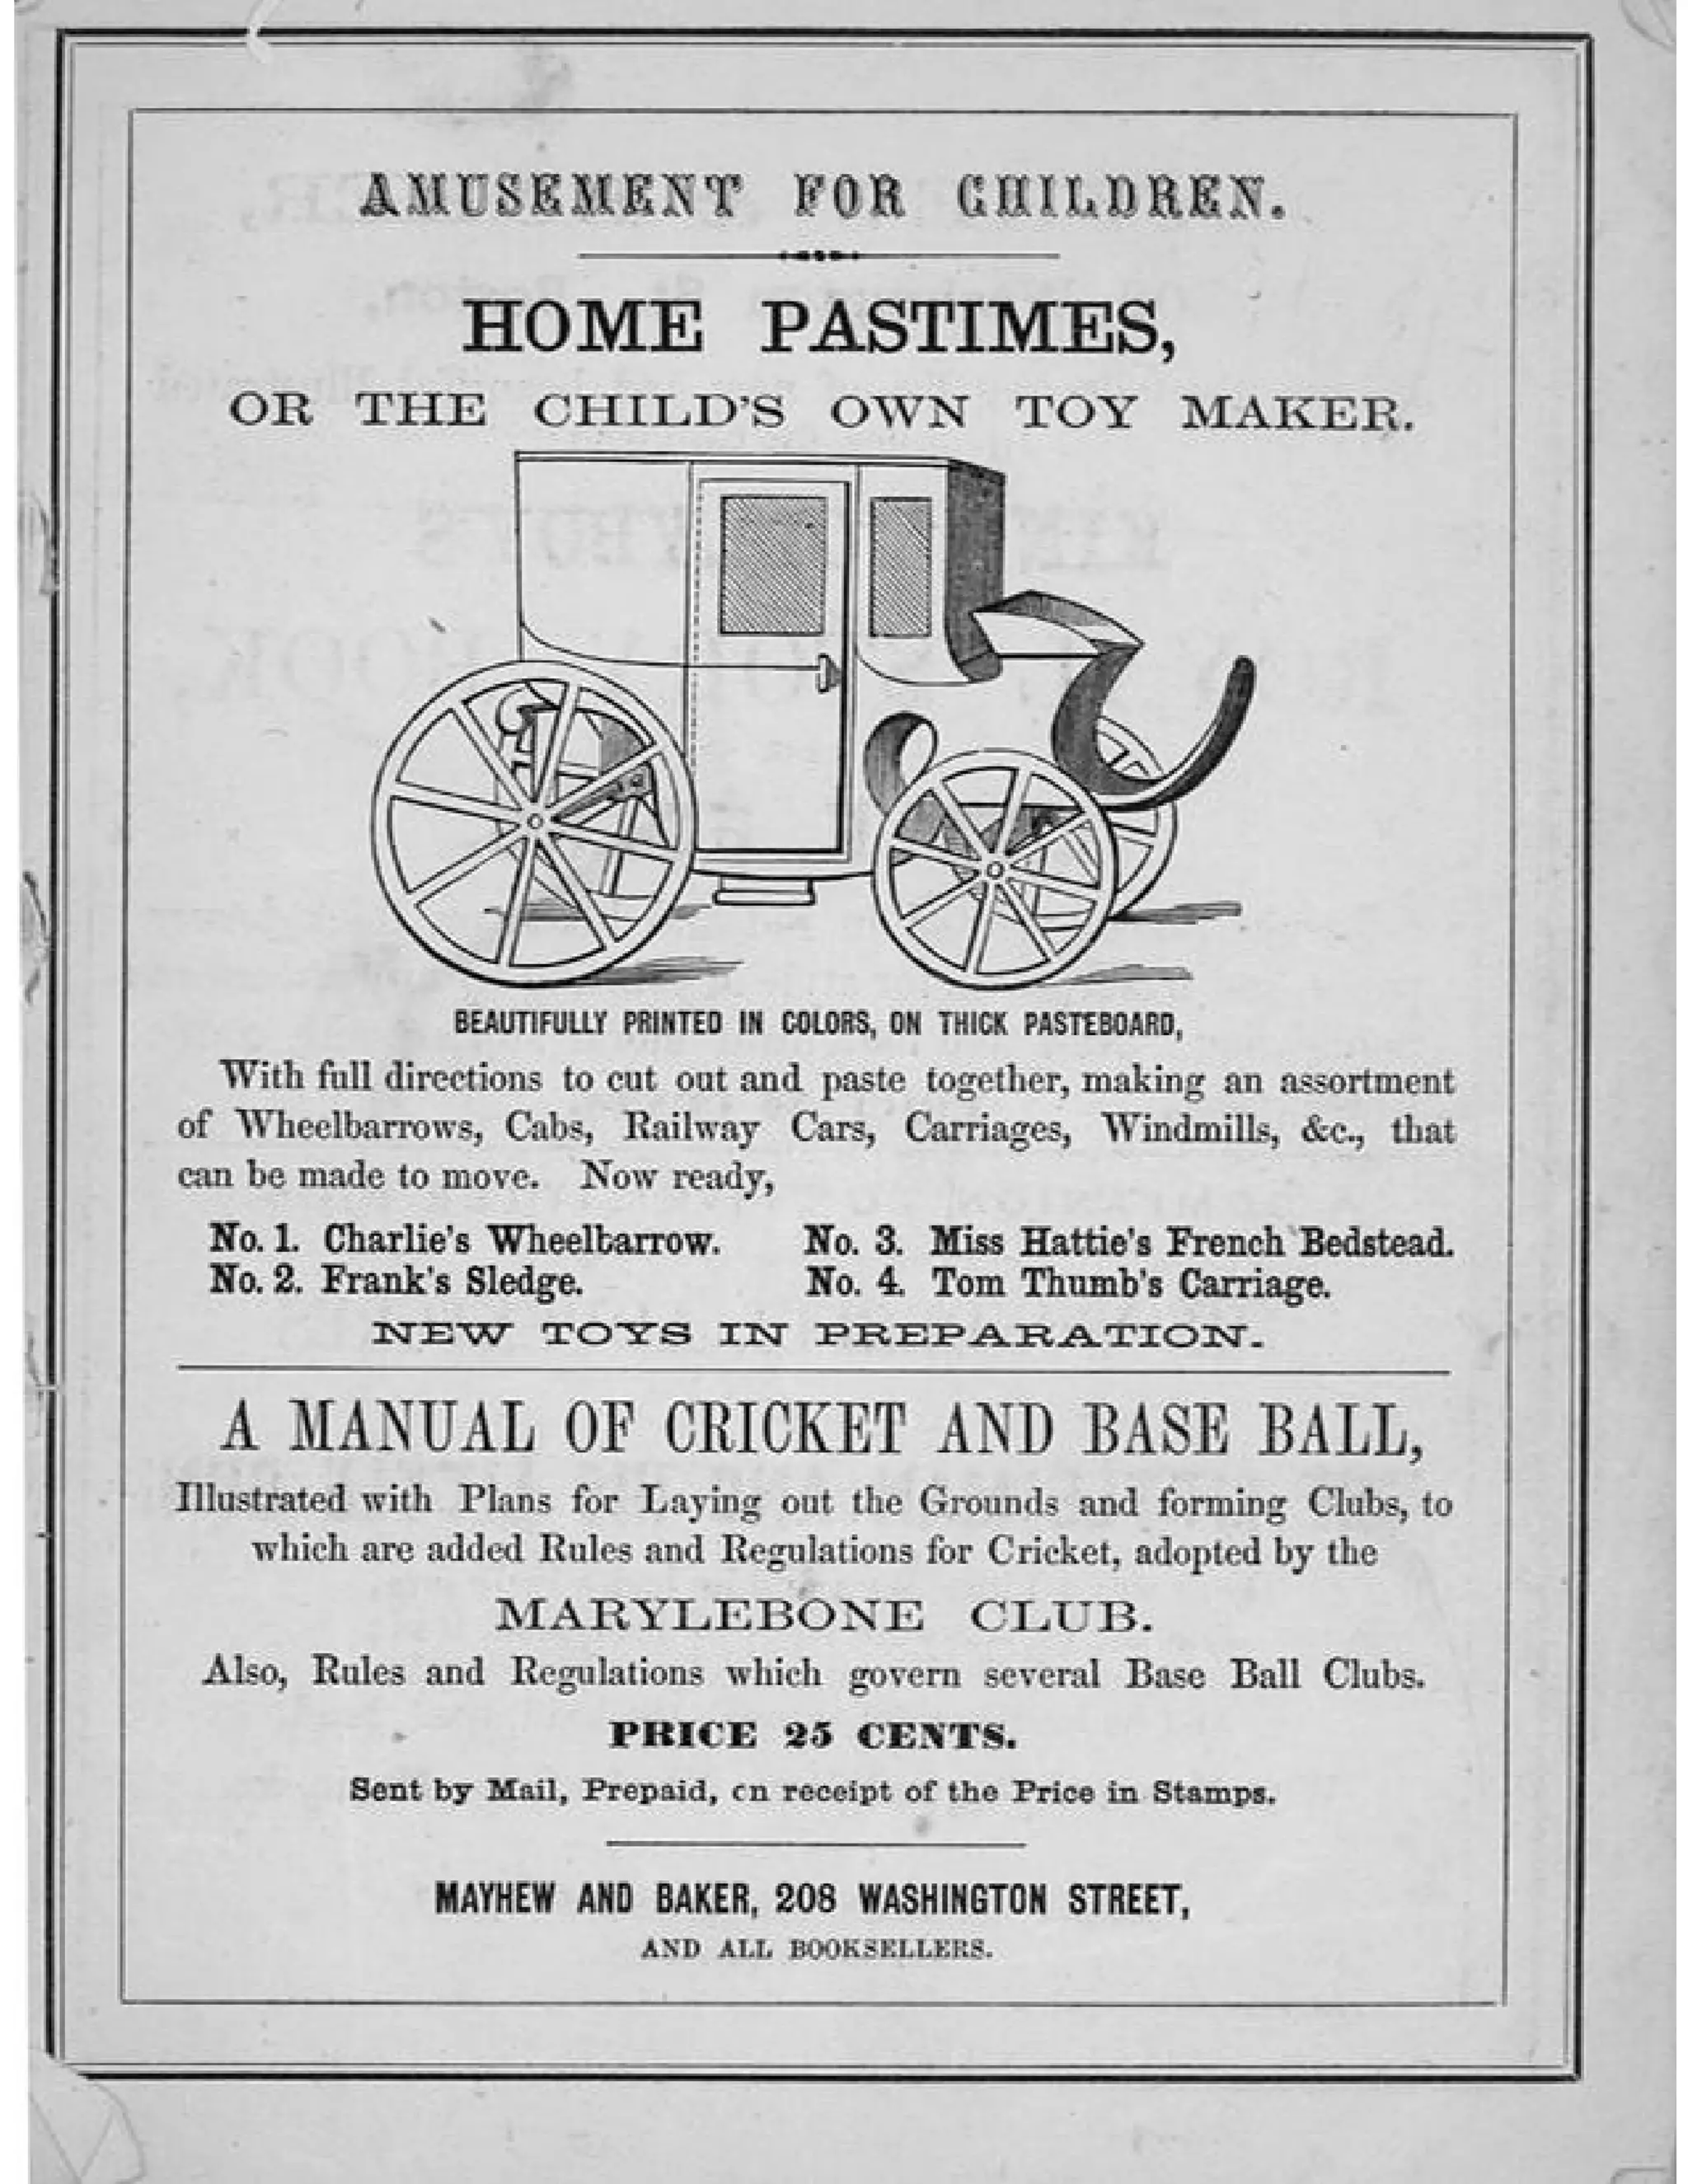 AMUSEMENT FOR CHILDREN.
HOME PASTIMES,
OR THE CHILD'S OWN TOY MAKER.
BEAUTIFULLY PRINTED IN COLORS, ON THICK PASTEBOARD,
With full directions to cut out and paste together, making an assortment
of Wheelbarrows, Cabs, Railway Cars, Carriages, Windmills, &c., that
can be made to move. Now ready,
No. 1. Charlie's Wheelbarrow. No. 3. Miss Hattie's French Bedstead.
No. 2. Frank's Sledge. No. 4. Tom Thumb's Carriage.
NEW TOYS IN PREPARATION.
A MANUAL OF CRICKET AND BASE BALL,
Illustrated with Plans for Laying out the Grounds and forming Clubs, to
which are added Rules and Regulations for Cricket, adopted by the
MARYLEBONE CLUB.
Also, Rules and Regulations which govern several Base Ball Clubs.
PRICE 25 CENTS.
Sent by Mail, Prepaid, on receipt of the Price in Stamps.
MAYHEW AND BAKER, 208 WASHINGTON STREET,
AND ALL BOOKSELLERS.